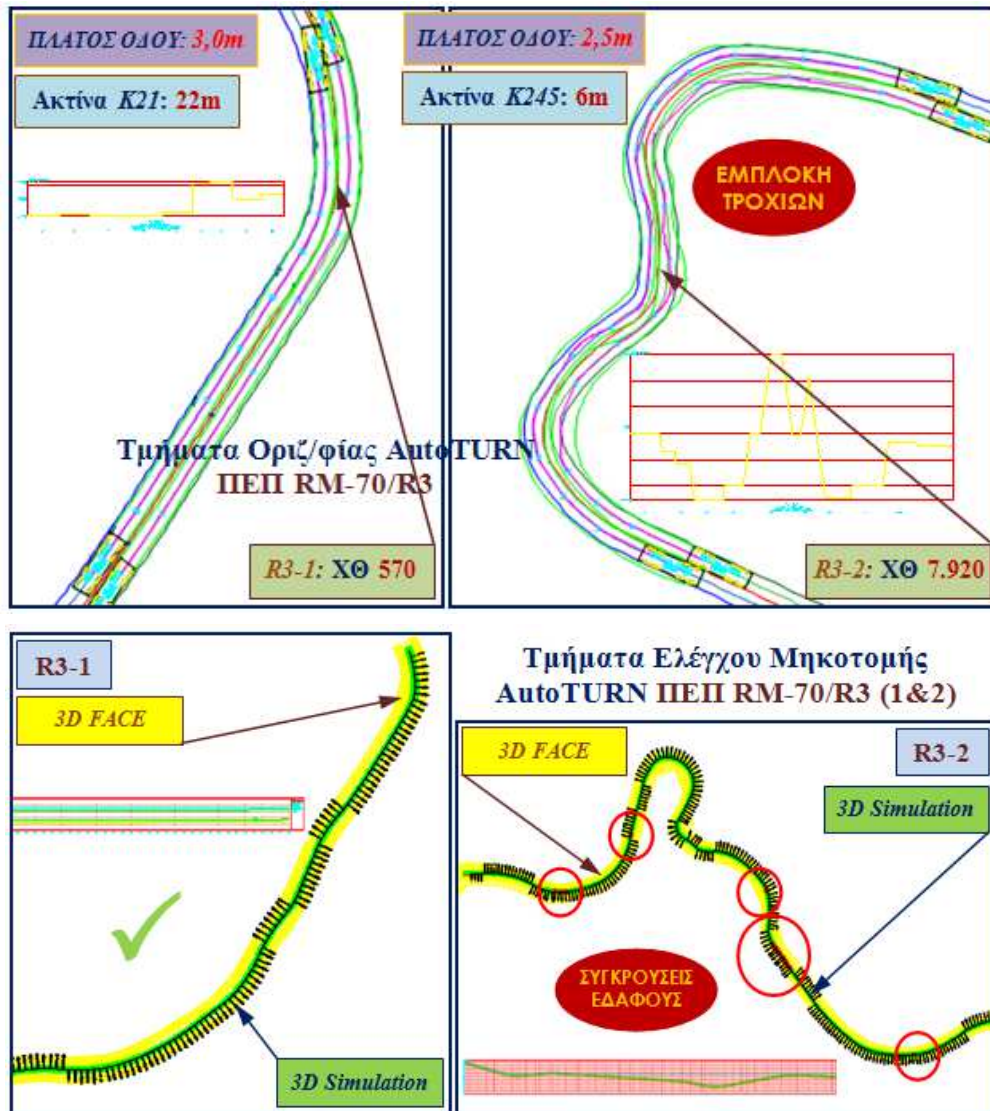 ΠΛΑΤΟΣ ΟΔΟΥ: 3,0m
Ακτίνα K21: 22m
ΠΛΑΤΟΣ ΟΔΟΥ: 2,5m
Ακτίνα K245: 6m
ΕΜΠΛΟΚΗ
ΤΡΟΧΙΩΝ
Τμήματα Οριζ/φίας AutoTURN
ΠΕΠ RM-70/R3
R3-1: ΧΘ 570
R3-2: ΧΘ 7.920
R3-1
3D FACE
3D Simulation
Τμήματα Ελέγχου Μηκοτομής
AutoTURN ΠΕΠ RM-70/R3 (1&2)
3D FACE
R3-2
3D Simulation
ΣΥΓΚΡΟΥΣΕΙΣ
ΕΔΑΦΟΥΣ